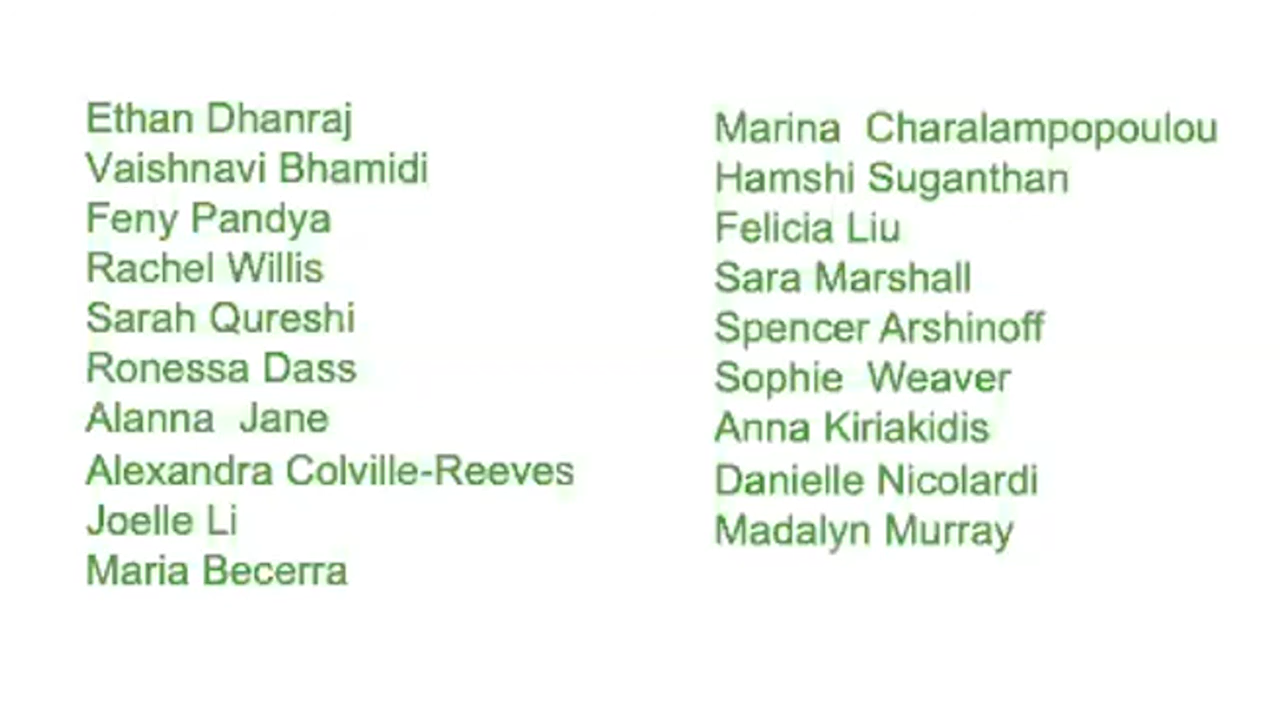 Ethan Dhanraj
Vaishnavi Bhamidi
Feny Pandya
Rachel Willis
Sarah Qureshi
Ronessa Dass
Alanna  Jane
Alexandra Colville-Reeves
Joelle Li
Maria Becerra
Marina  Charalampopoulou
Hamshi Suganthan
Felicia Liu
Sara Marshall
Spencer Arshinoff
Sophie  Weaver
Anna Kiriakidis
Danielle Nicolardi
Madalyn Murray